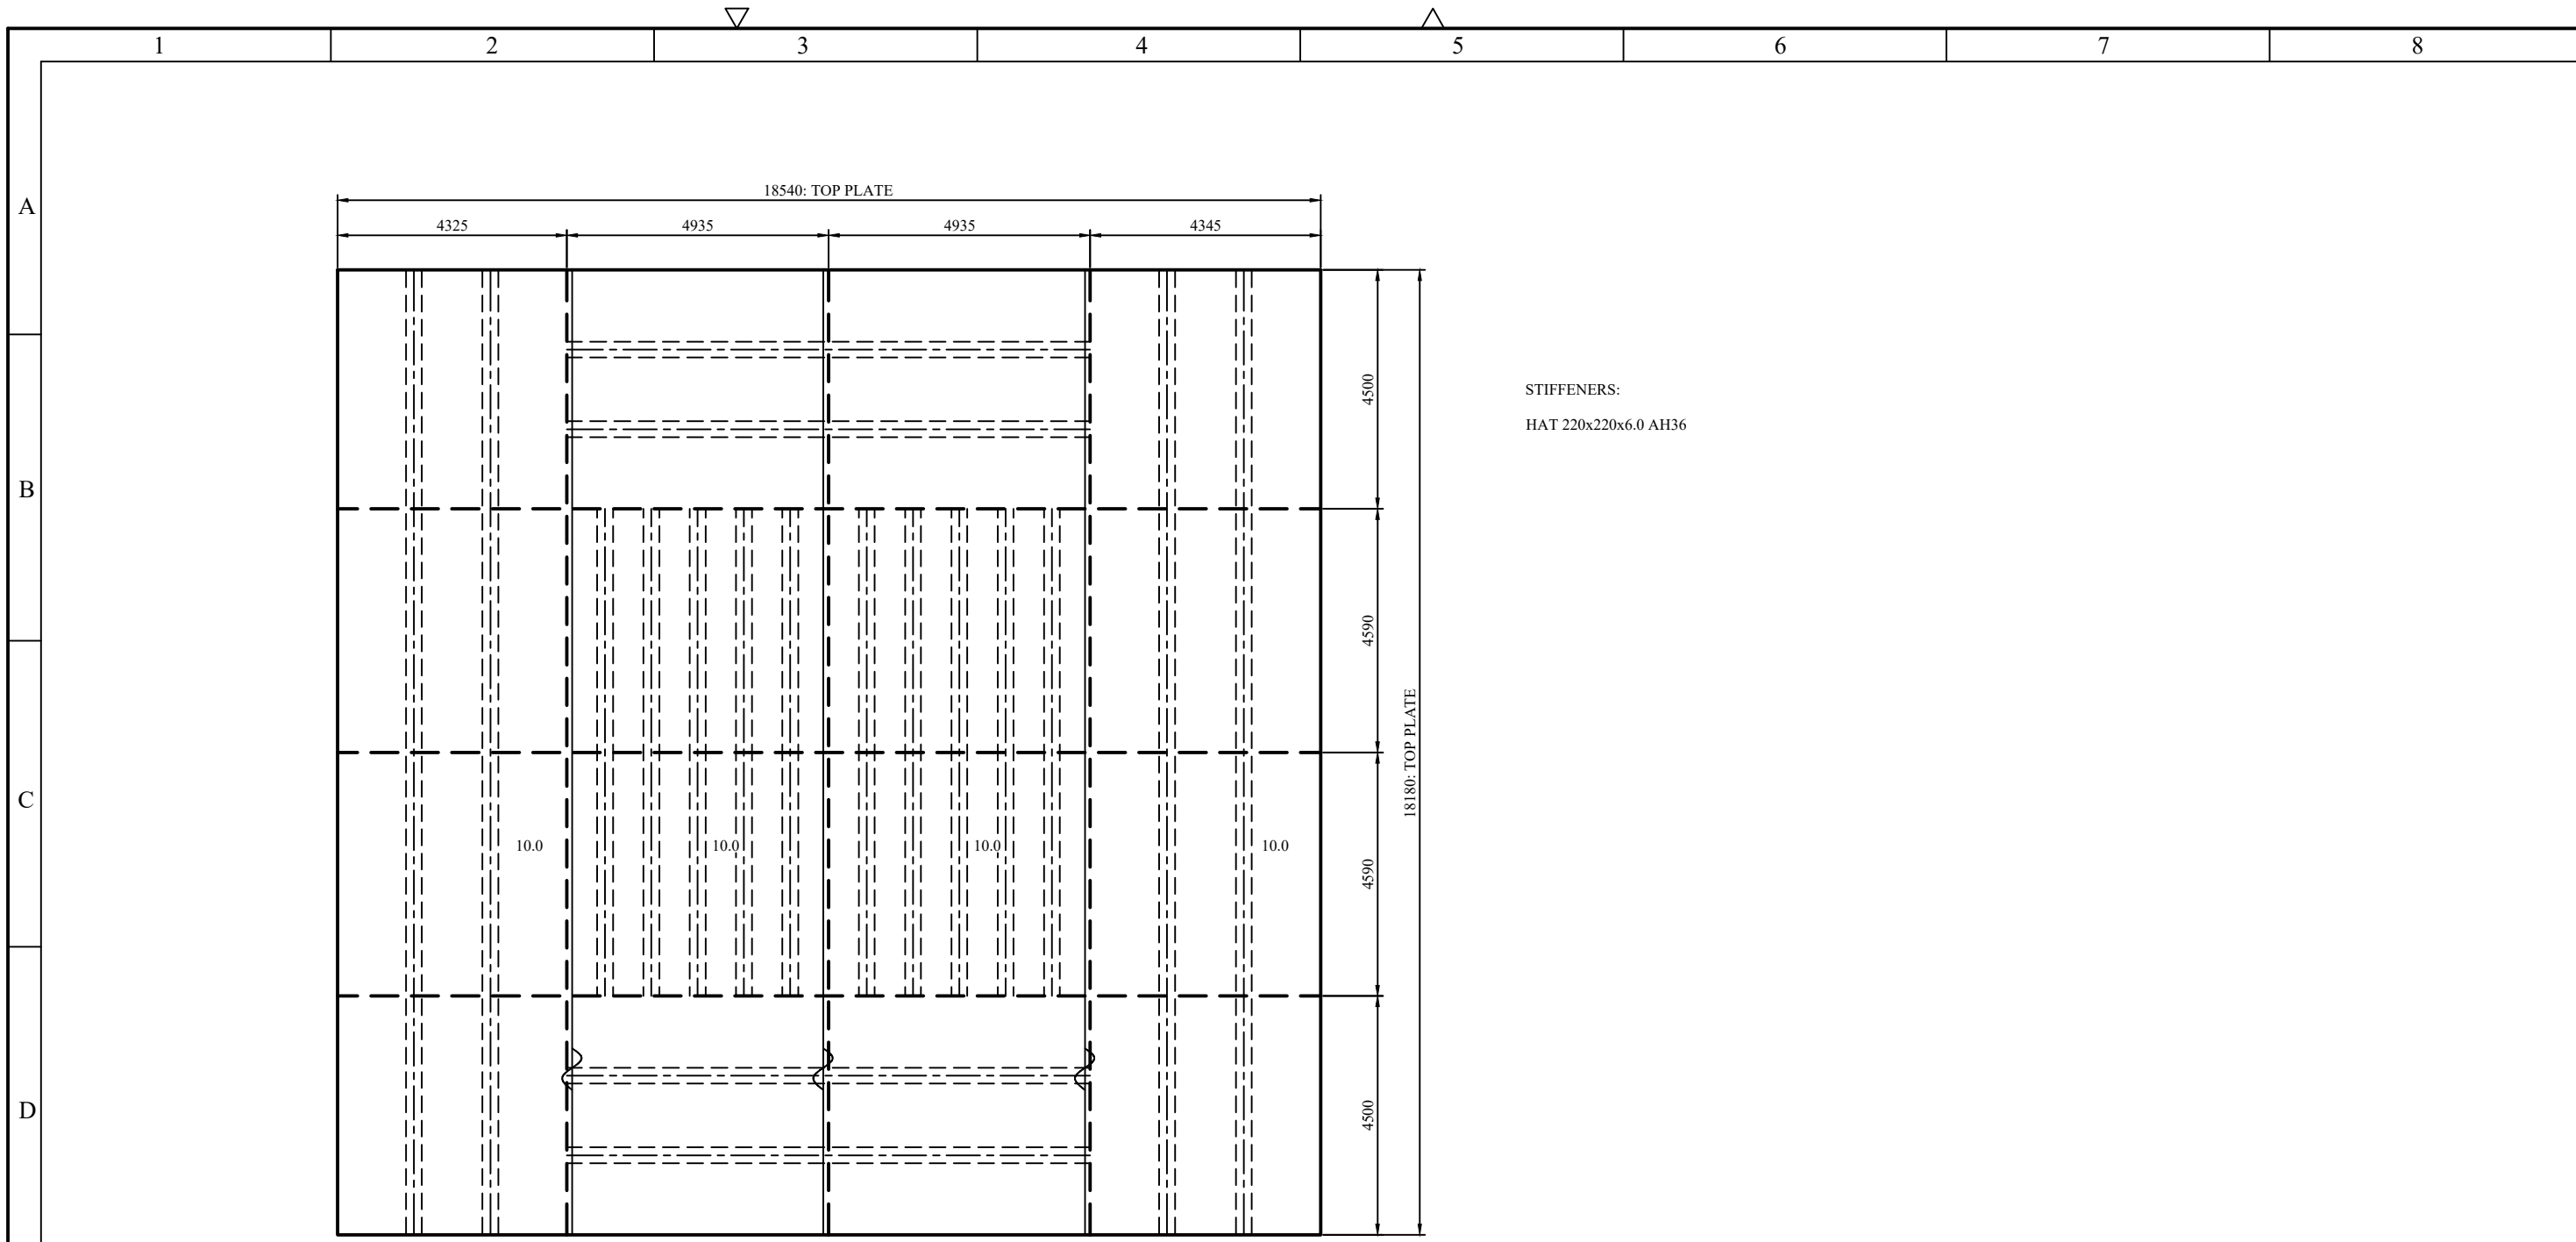 1 2 3 4 5 6 7 8
A
18540: TOP PLATE
4325 4935 4935 4345
4500
STIFFENERS:
HAT 220x220x6.0 AH36
B
4590
18180: TOP PLATE
C
10.0 10.0 10.0 10.0
4590
D
4500